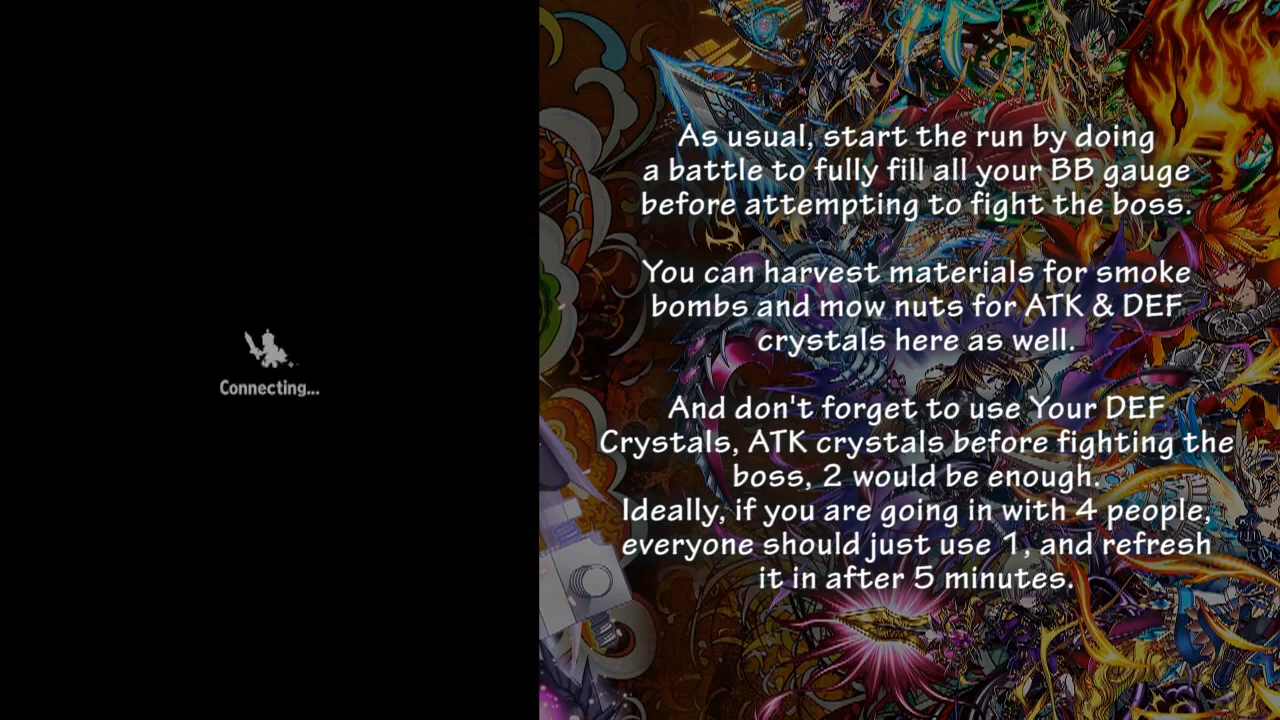 Connecting...
As usual, start the run by doing
a battle to fully fill all your BB gauge
before attempting to fight the boss.
You can harvest materials for smoke
bombs and mow nuts for ATK & DEF
crystals here as well.
And don't forget to use Your DEF
Crystals, ATK crystals before fighting the
boss, 2 would be enough.
Ideally, if you are going in with 4 people,
everyone should just use 1, and refresh
it in after 5 minutes.